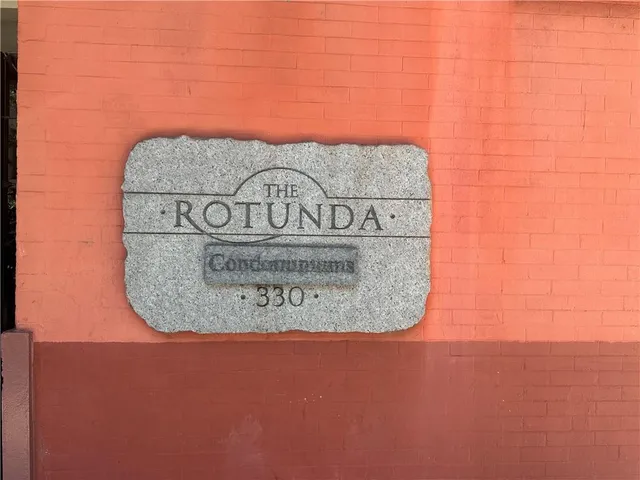 THE
·ROTUNDA·
Condominiums
·330·